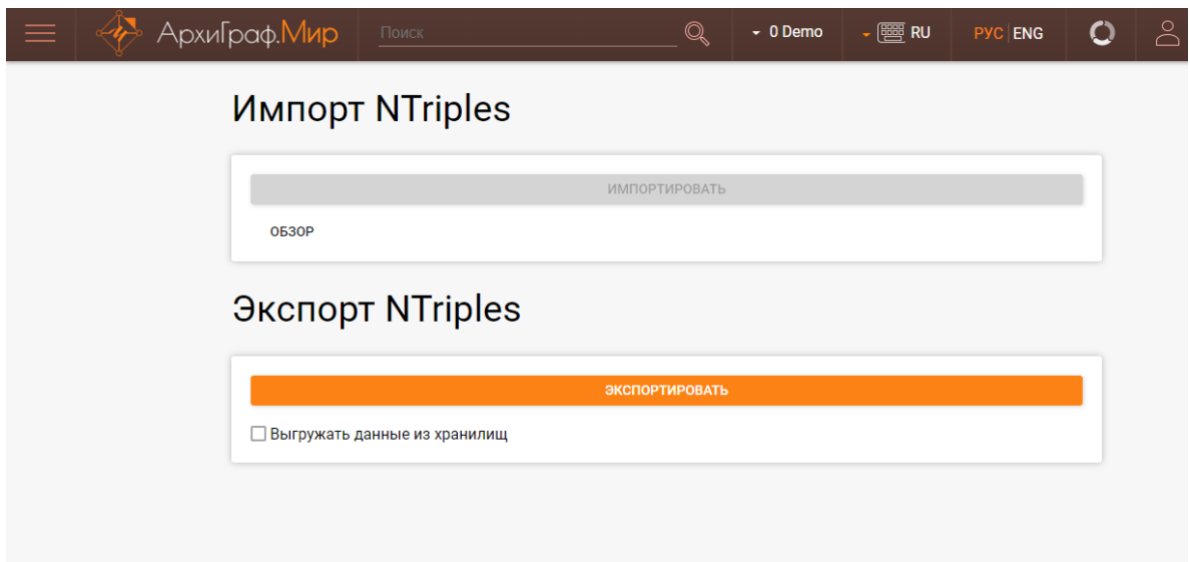 АрхиГраф.Мир Поиск 0 Demo RU РУС ENG
Импорт NTriples
ИМПОРТИРОВАТЬ
ОБЗОР
Экспорт NTriples
ЭКСПОРТИРОВАТЬ
Выгружать данные из хранилищ